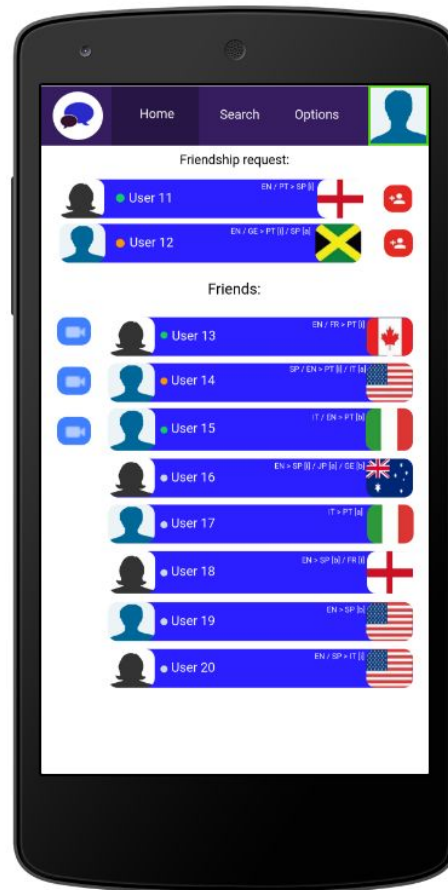 Home Search Options
Friendship request:
EN / PT > SP [i]
User 11
EN / GE > PT [i] / SP [a]
User 12
Friends:
EN / FR > PT [i]
User 13
SP / EN > PT [i] / IT [a]
User 14
IT / EN > PT [b]
User 15
EN > SP [i] / JP [a] / GE [b]
User 16
IT > PT [a]
User 17
EN > SP [b] / FR [i]
User 18
EN > SP [b]
User 19
EN / SP > IT [i]
User 20